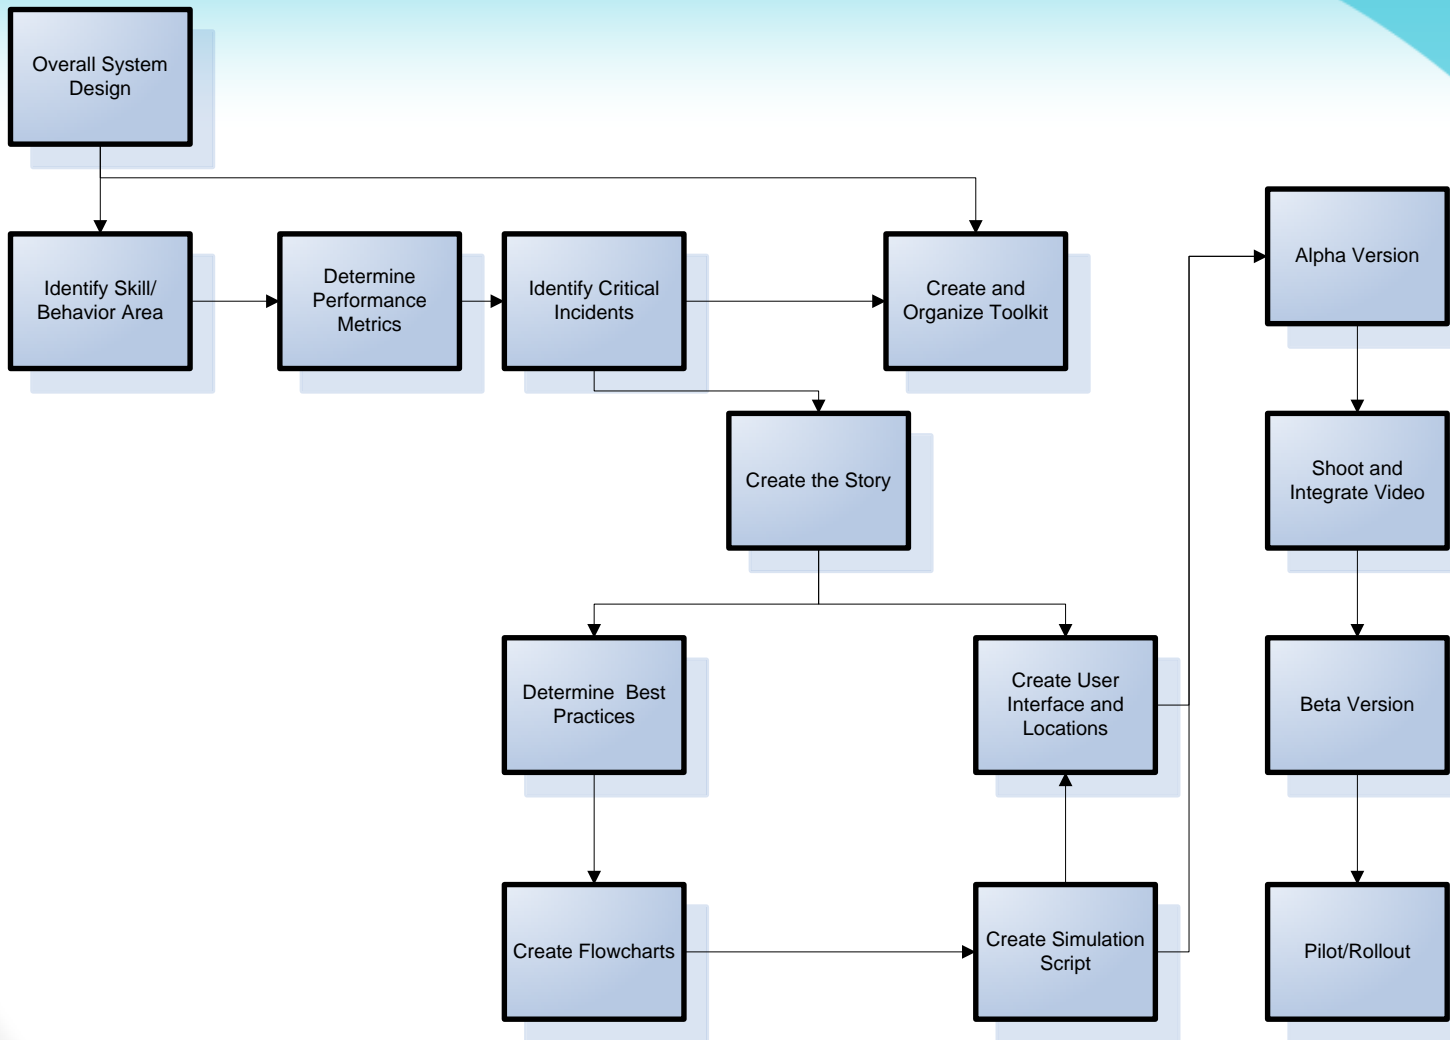 Overall System
Design
Identify Skill/
Behavior Area
Determine
Performance
Metrics
Identify Critical
Incidents
Create and
Organize Toolkit
Alpha Version
Create the Story
Shoot and
Integrate Video
Determine  Best
Practices
Create User
Interface and
Locations
Beta Version
Create Flowcharts
Create Simulation
Script
Pilot/Rollout